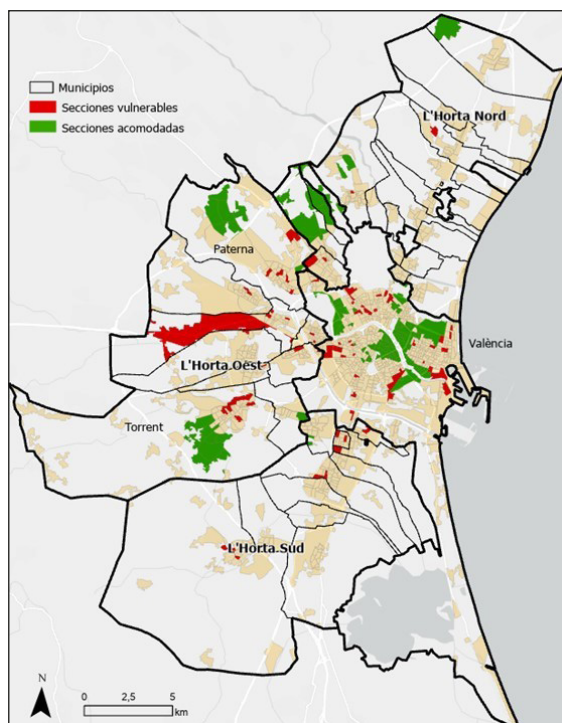 Municipios
Secciones vulnerables
Secciones acomodadas
L'Horta Nord
Paterna
València
L'Horta.Oest
Torrent
L'Horta.Sud
N
0 2,5 5
km